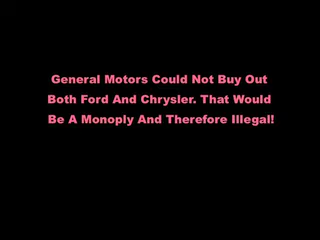 General Motors Could Not Buy Out
Both Ford And Chrysler. That Would
Be A Monoply And Therefore Illegal!